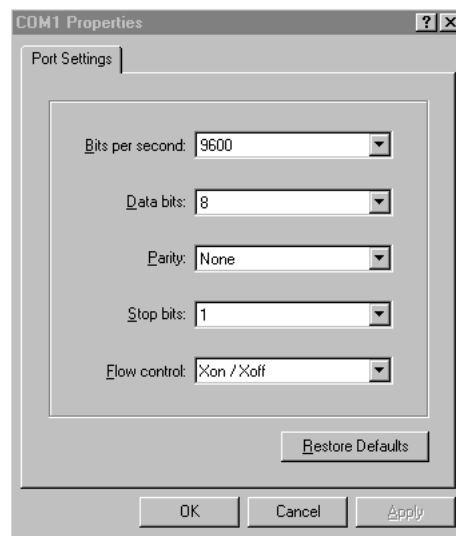 COM1 Properties
Port Settings
Bits per second: 9600
Data bits: 8
Parity: None
Stop bits: 1
Flow control: Xon / Xoff
Restore Defaults
OK Cancel Apply